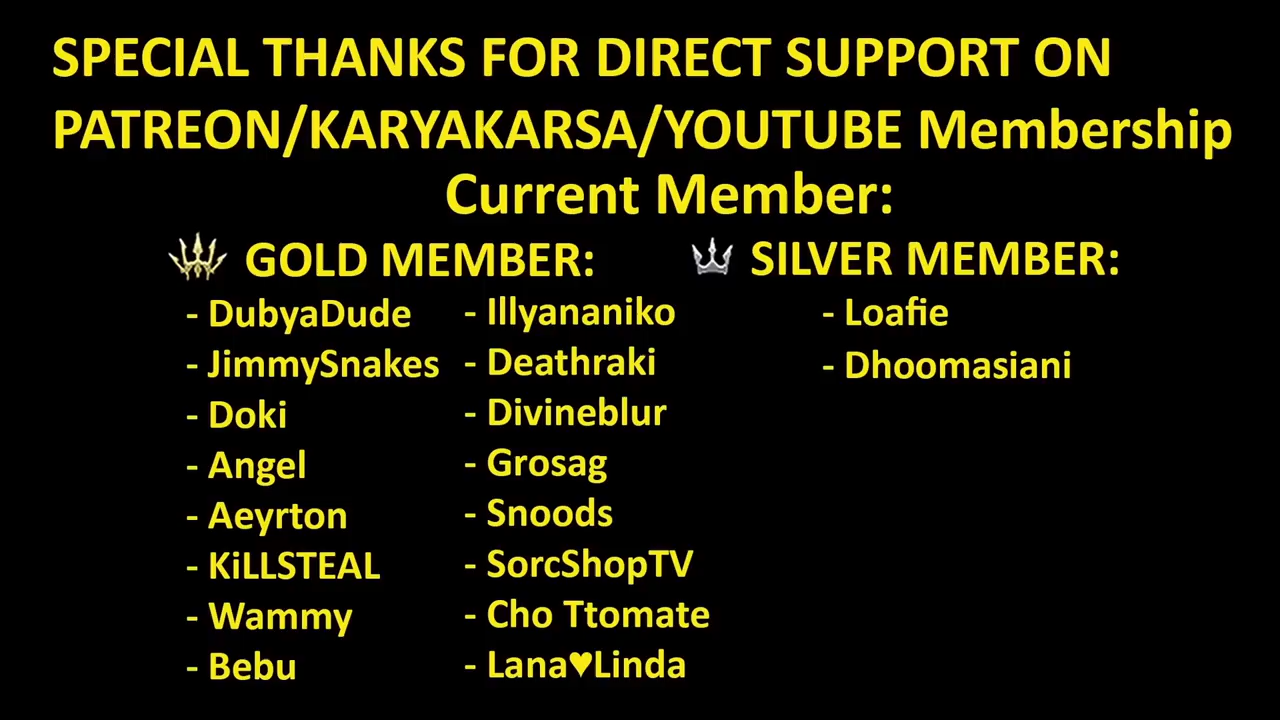 SPECIAL THANKS FOR DIRECT SUPPORT ON
PATREON/KARYAKARSA/YOUTUBE Membership
Current Member:
GOLD MEMBER:
- DubyaDude
- JimmySnakes
- Doki
- Angel
- Aeyrton
- KiLLSTEAL
- Wammy
- Bebu
- Illyananiko
- Deathraki
- Divineblur
- Grosag
- Snoods
- SorcShopTV
- Cho Ttomate
- Lana♥Linda
SILVER MEMBER:
- Loafie
- Dhoomasiani